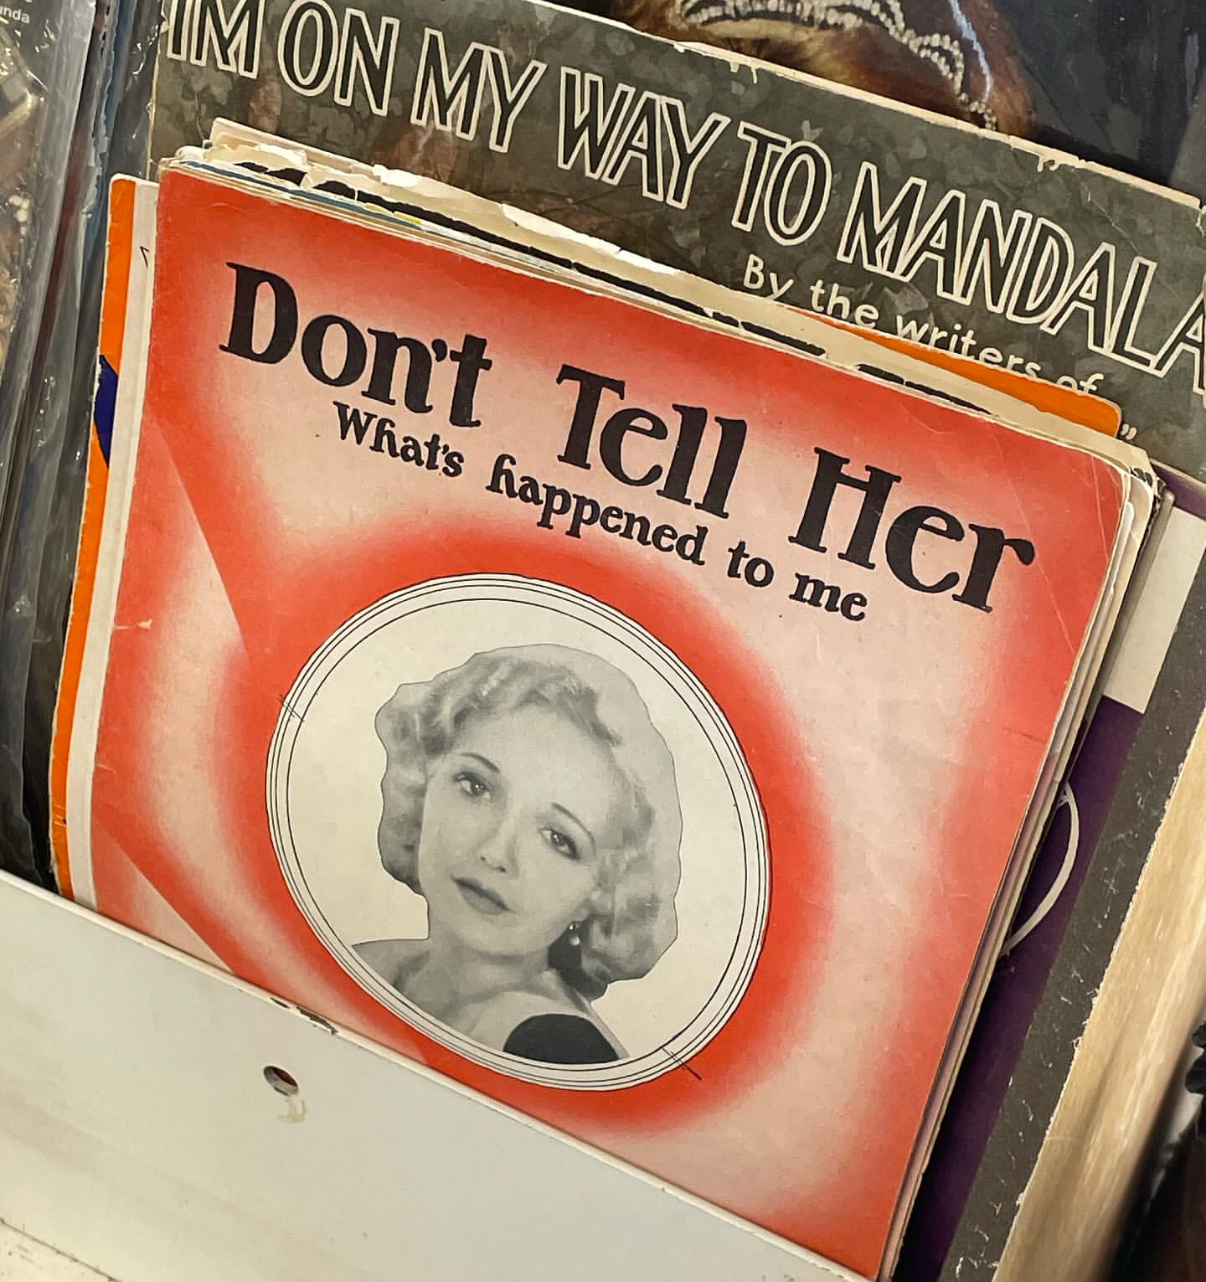 I'M ON MY WAY TO MANDALA
By the writers of
"
Don't Tell Her
What's happened to me